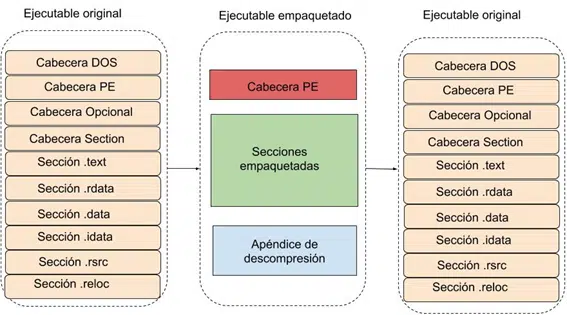 Ejecutable original
Cabecera DOS
Cabecera PE
Cabecera Opcional
Cabecera Section
Sección .text
Sección .rdata
Sección .data
Sección .idata
Sección .rsrc
Sección .reloc
Ejecutable empaquetado
Cabecera PE
Secciones
empaquetadas
Apéndice de
descompresión
Ejecutable original
Cabecera DOS
Cabecera PE
Cabecera Opcional
Cabecera Section
Sección .text
Sección .rdata
Sección .data
Sección .idata
Sección .rsrc
Sección .reloc